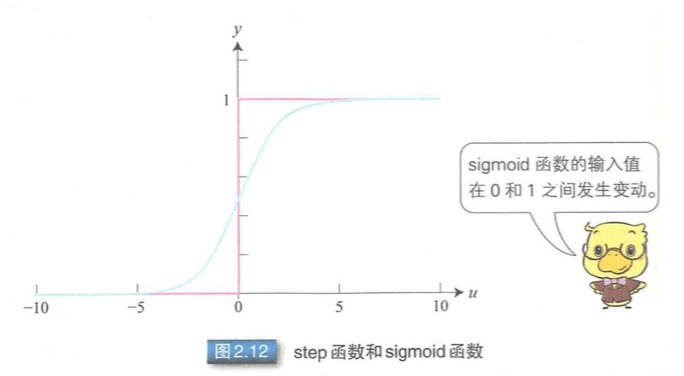 y
1
sigmoid 函数的输入值
在 0 和 1 之间发生变动。
-10
-5
0
5
10
u
图2.12 step 函数和 sigmoid 函数